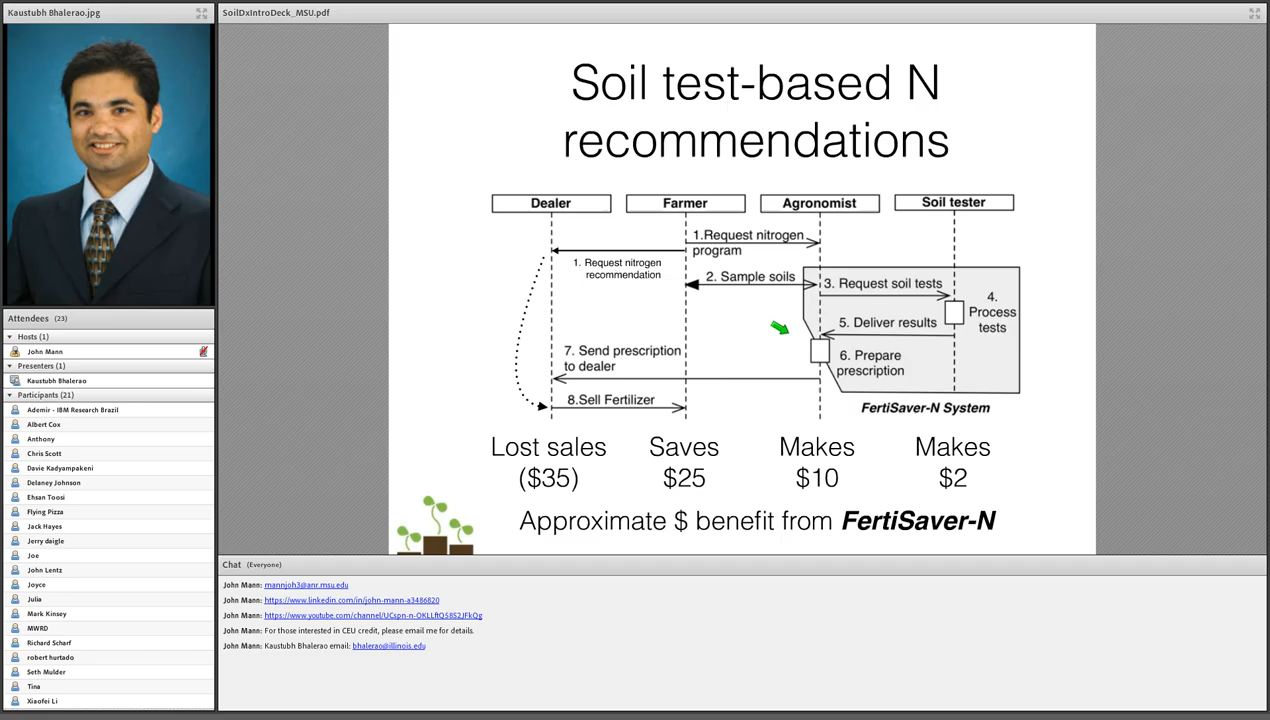 Kaustubh Bhalerao.jpg
SoilDxIntroDeck_MSU.pdf
Soil test-based N
recommendations
Dealer
Farmer
Agronomist
Soil tester
1.Request nitrogen
program
1. Request nitrogen
recommendation
2. Sample soils
3. Request soil tests
4.
Process
tests
5. Deliver results
6. Prepare
prescription
7. Send prescription
to dealer
8.Sell Fertilizer
FertiSaver-N System
Lost sales
($35)
Saves
$25
Makes
$10
Makes
$2
Approximate $ benefit from FertiSaver-N
Attendees (23)
Hosts (1)
John Mann
Presenters (1)
Kaustubh Bhalerao
Participants (21)
Ademir - IBM Research Brazil
Albert Cox
Anthony
Chris Scott
Davie Kadyampakeni
Delaney Johnson
Ehsan Toosi
Flying Pizza
Jack Hayes
Jerry daigle
Joe
John Lentz
Joyce
Julia
Mark Kinsey
MWRD
Richard Scharf
robert hurtado
Seth Mulder
Tina
Xiaofei Li
Chat (Everyone)
John Mann: mannjoh3@anr.msu.edu
John Mann: https://www.linkedin.com/in/john-mann-a3486820
John Mann: https://www.youtube.com/channel/UCspn-n-OKLLftQ58S2JFkQg
John Mann: For those interested in CEU credit, please email me for details.
John Mann: Kaustubh Bhalerao email: bhalerao@illinois.edu